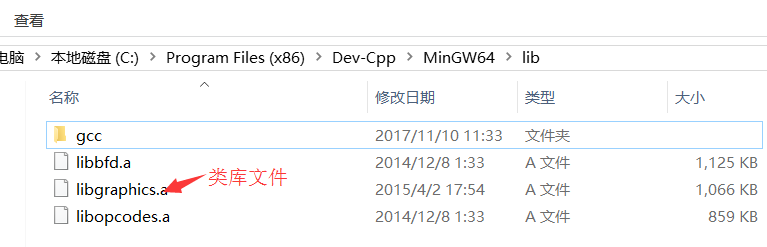 查看
电脑 > 本地磁盘 (C:) > Program Files (x86) > Dev-Cpp > MinGW64 > lib
名称 修改日期 类型 大小
gcc 2017/11/10 11:33 文件夹
libbfd.a 2014/12/8 1:33 A 文件 1,125 KB
libgraphics.a 类库文件 2015/4/2 17:54 A 文件 1,066 KB
libopcodes.a 2014/12/8 1:33 A 文件 859 KB